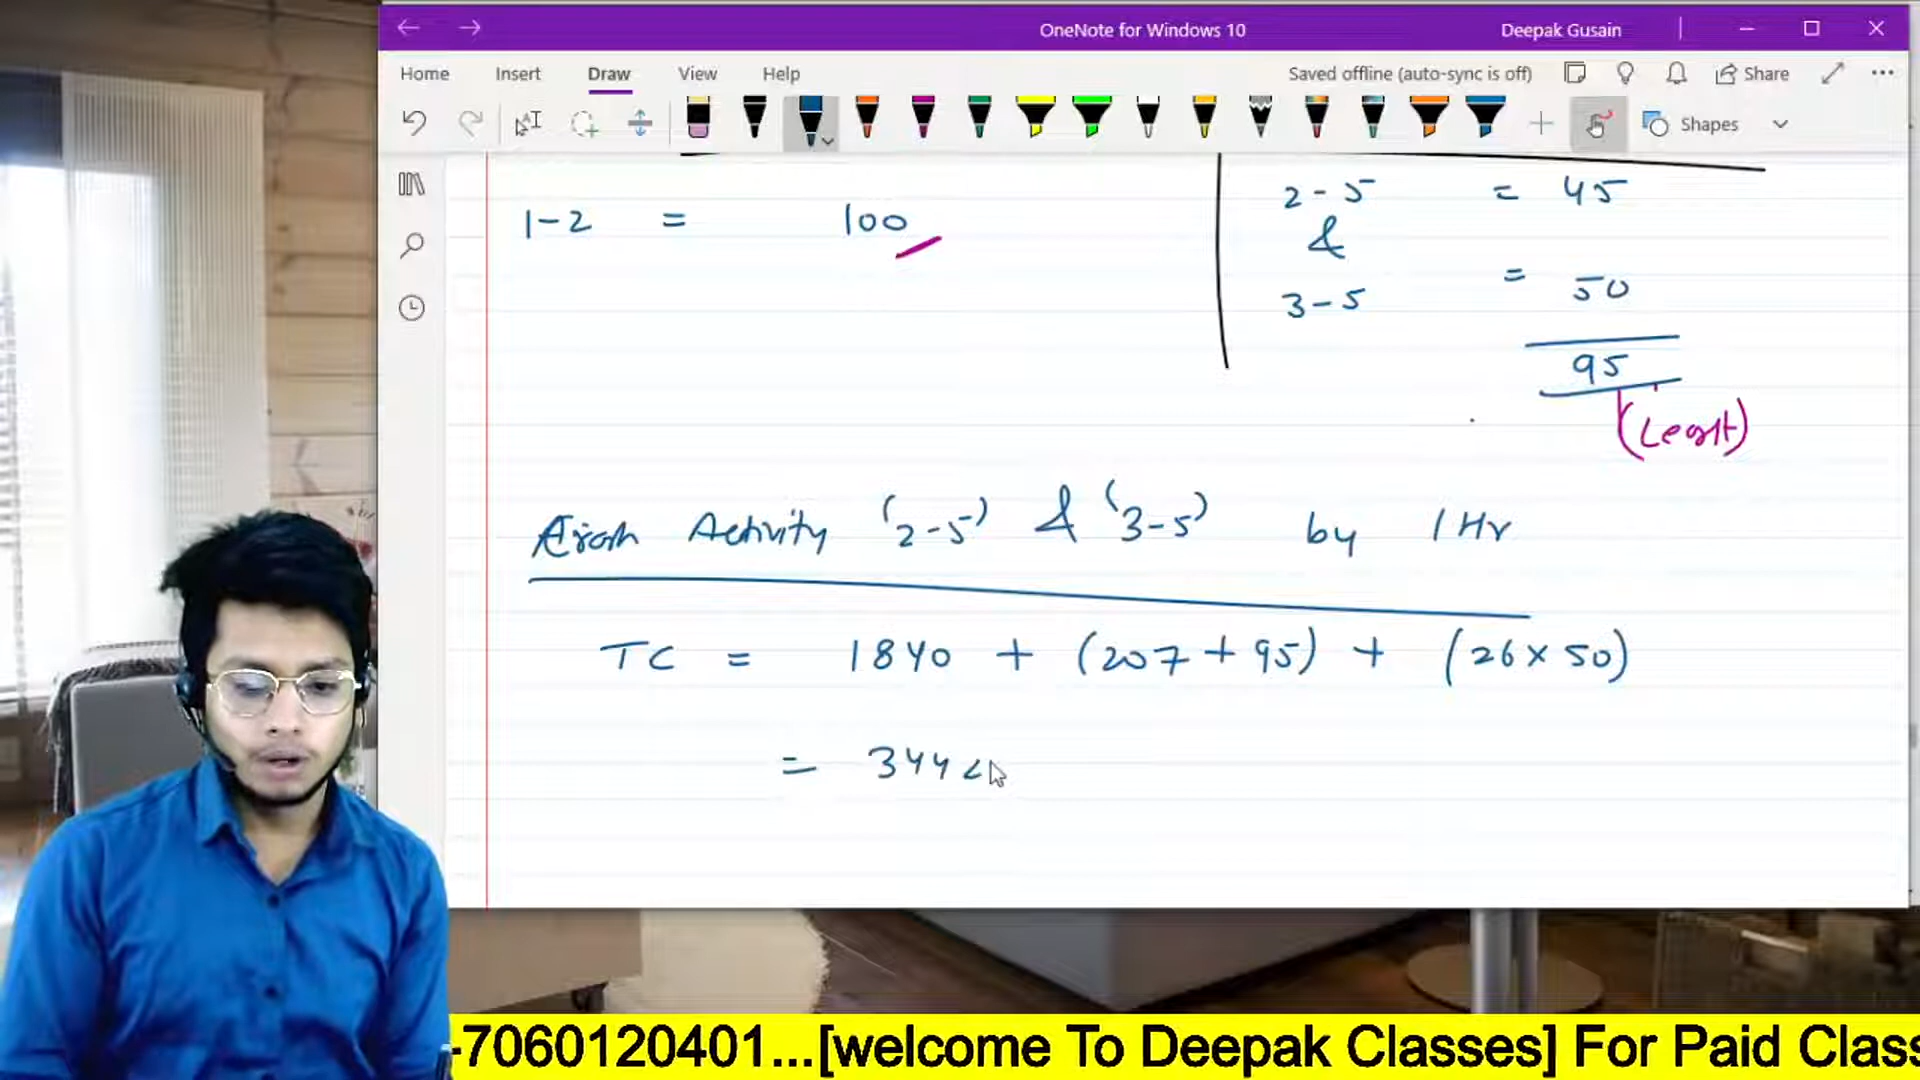 OneNote for Windows 10
Deepak Gusain
Home Insert Draw View Help
Saved offline (auto-sync is off) Share
Shapes
1-2 = 100
2-5 = 45
&
3-5 = 50
95
(Least)
Crash Activity (2-5) & (3-5) by 1 Hr
TC = 1840 + (207 + 95) + (26 × 50)
= 344
-7060120401...[welcome To Deepak Classes] For Paid Class